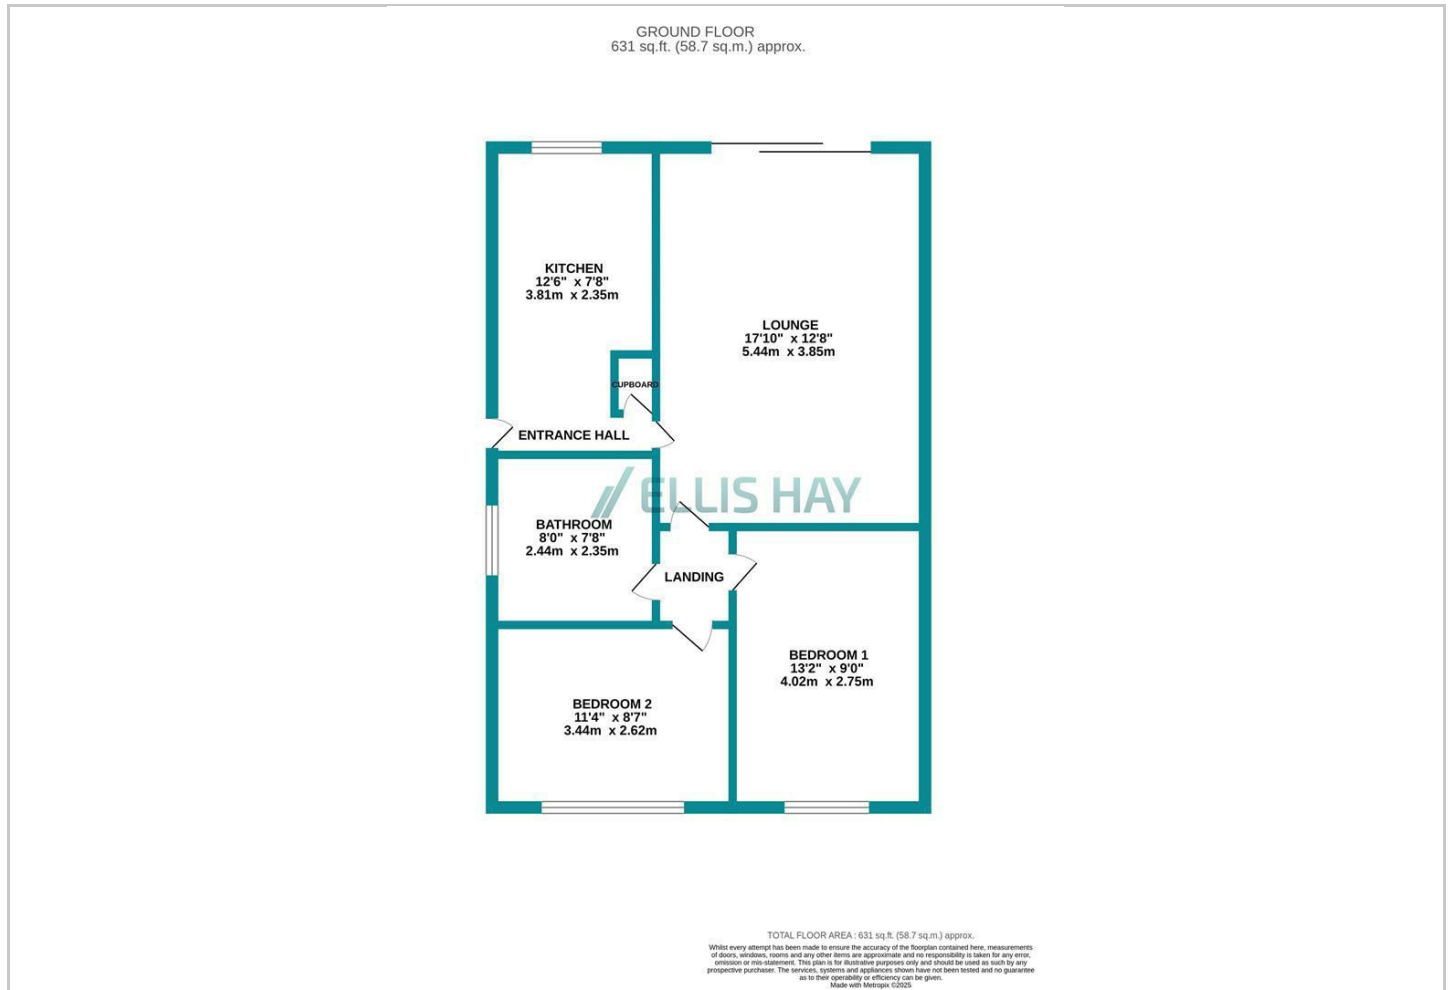 GROUND FLOOR
631 sq.ft. (58.7 sq.m.) approx.
KITCHEN
12'6" x 7'8"
3.81m x 2.35m
LOUNGE
17'10" x 12'8"
5.44m x 3.85m
CUPBOARD
ENTRANCE HALL
ELLIS HAY
BATHROOM
8'0" x 7'8"
2.44m x 2.35m
LANDING
BEDROOM 1
13'2" x 9'0"
4.02m x 2.75m
BEDROOM 2
11'4" x 8'7"
3.44m x 2.62m
TOTAL FLOOR AREA : 631 sq.ft. (58.7 sq.m.) approx.
Whilst every attempt has been made to ensure the accuracy of the floorplan contained here, measurements
of doors, windows, rooms and any other items are approximate and no responsibility is taken for any error,
omission or mis-statement. This plan is for illustrative purposes only and should be used as such by any
prospective purchaser. The services, systems and appliances shown have not been tested and no guarantee
as to their operability or efficiency can be given.
Made with Metropix ©2025